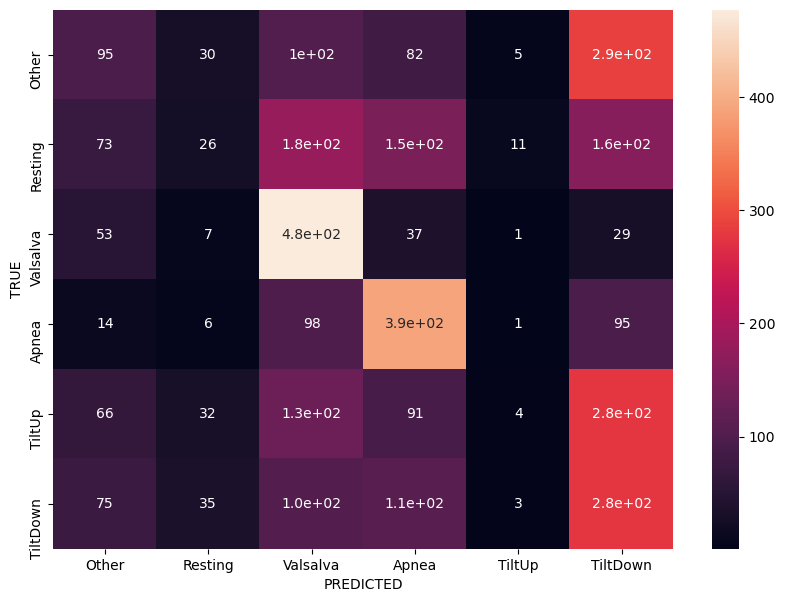 Other 95 30 1e+02 82 5 2.9e+02
Resting 73 26 1.8e+02 1.5e+02 11 1.6e+02
Valsalva 53 7 4.8e+02 37 1 29
Apnea 14 6 98 3.9e+02 1 95
TiltUp 66 32 1.3e+02 91 4 2.8e+02
TiltDown 75 35 1.0e+02 1.1e+02 3 2.8e+02
Other Resting Valsalva Apnea TiltUp TiltDown
PREDICTED
TRUE
400
300
200
100